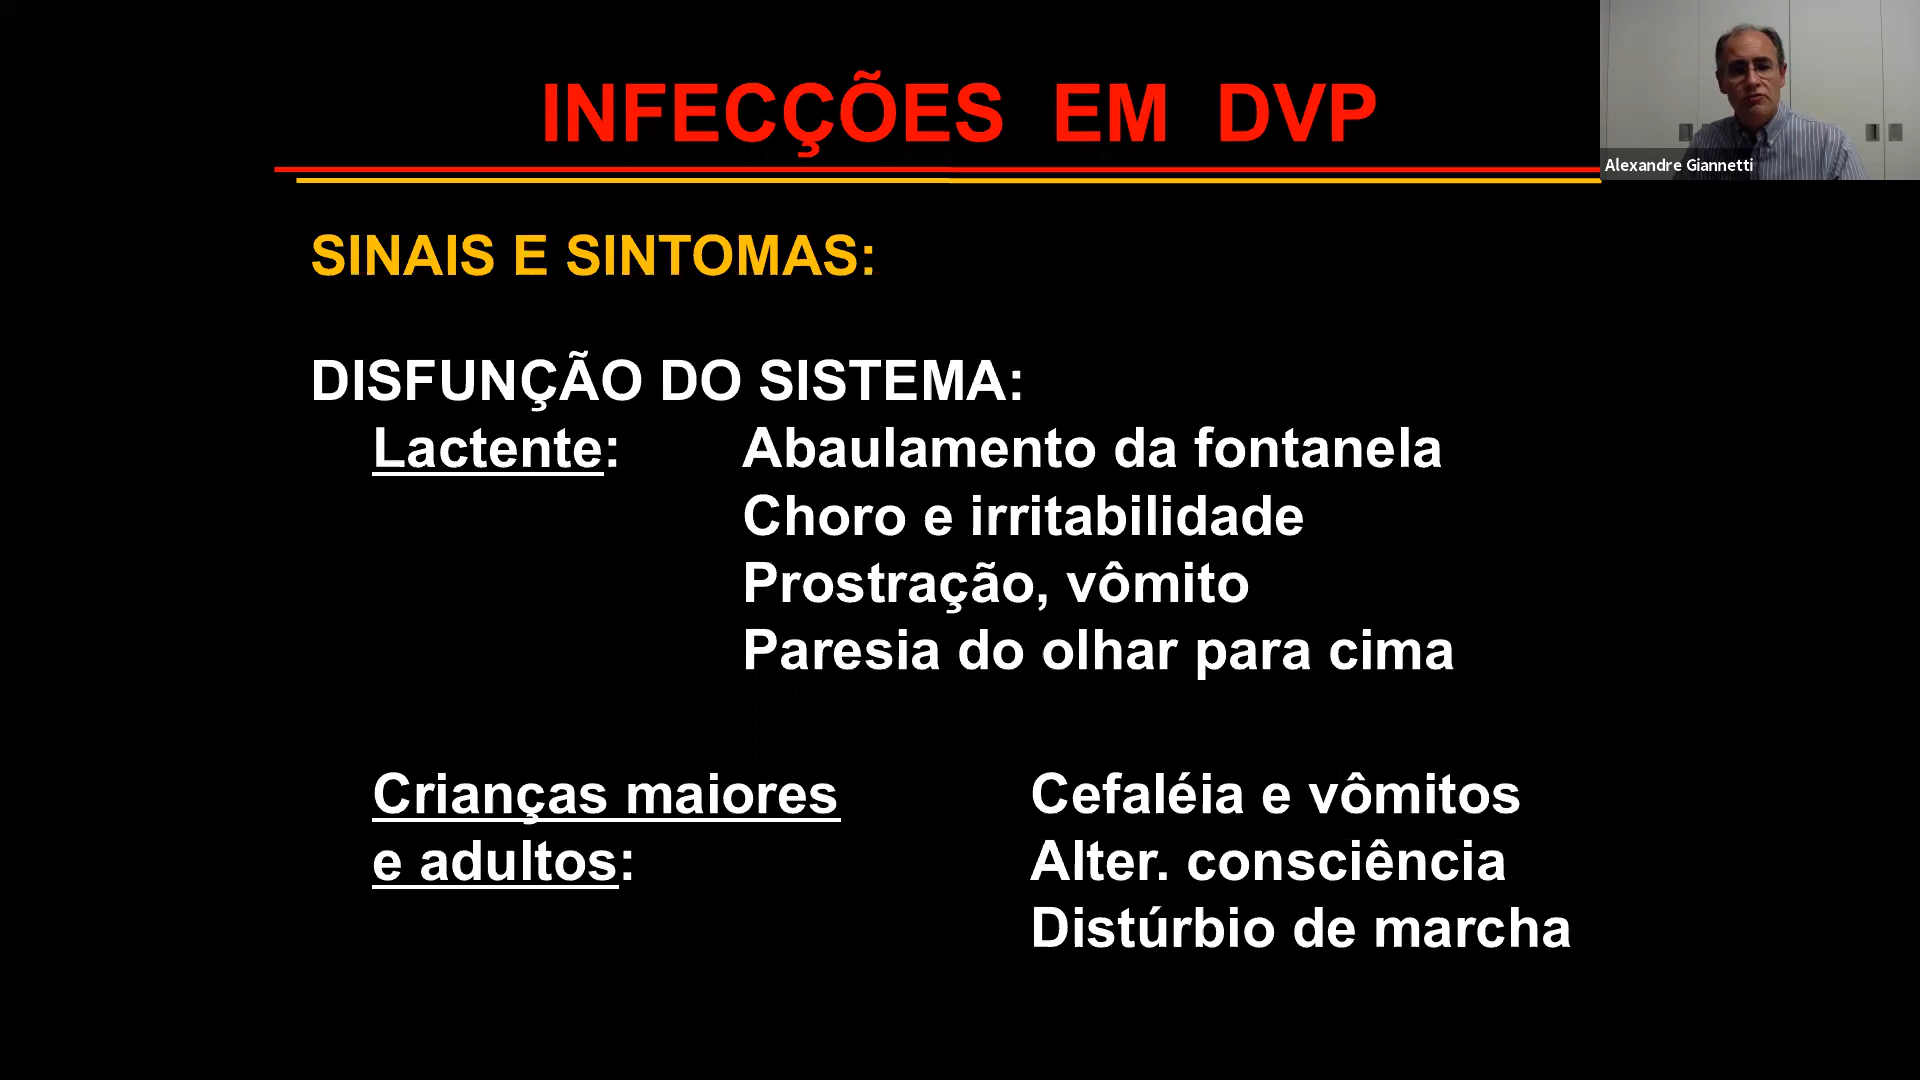 INFECÇÕES EM DVP
Alexandre Giannetti
SINAIS E SINTOMAS:
DISFUNÇÃO DO SISTEMA:
Lactente: Abaulamento da fontanela
Choro e irritabilidade
Prostração, vômito
Paresia do olhar para cima
Crianças maiores Cefaléia e vômitos
e adultos: Alter. consciência
Distúrbio de marcha